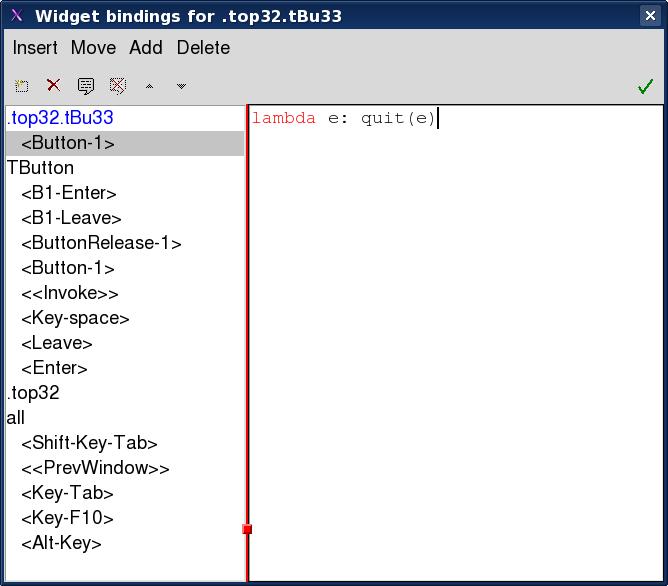 Widget bindings for .top32.tBu33
Insert Move Add Delete
.top32.tBu33
<Button-1>
TButton
<B1-Enter>
<B1-Leave>
<ButtonRelease-1>
<Button-1>
<<Invoke>>
<Key-space>
<Leave>
<Enter>
.top32
all
<Shift-Key-Tab>
<<PrevWindow>>
<Key-Tab>
<Key-F10>
<Alt-Key>
lambda e: quit(e)